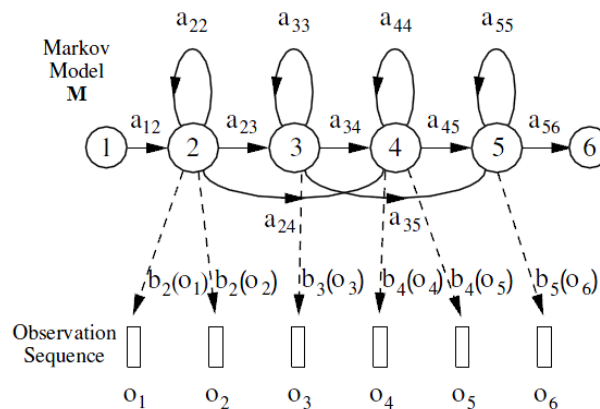 a₂₂ a₃₃ a₄₄ a₅₅
Markov
Model
M
a₁₂ a₂₃ a₃₄ a₄₅ a₅₆
1 2 3 4 5 6
a₂₄ a₃₅
b₂(o₁) b₂(o₂) b₃(o₃) b₄(o₄) b₄(o₅) b₅(o₆)
Observation
Sequence
o₁ o₂ o₃ o₄ o₅ o₆